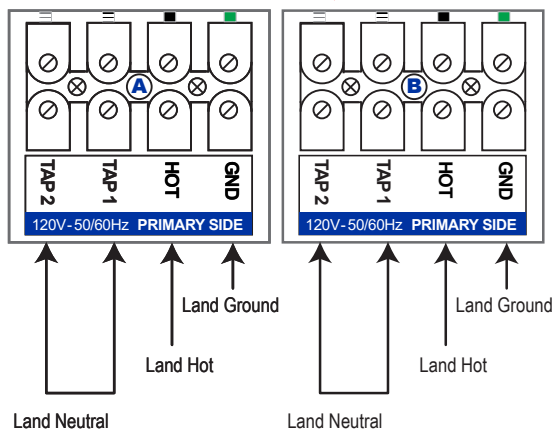 A
B
TAP 2 TAP 1 HOT GND
TAP 2 TAP 1 HOT GND
120V-50/60Hz PRIMARY SIDE
120V-50/60Hz PRIMARY SIDE
Land Ground
Land Ground
Land Hot
Land Hot
Land Neutral
Land Neutral